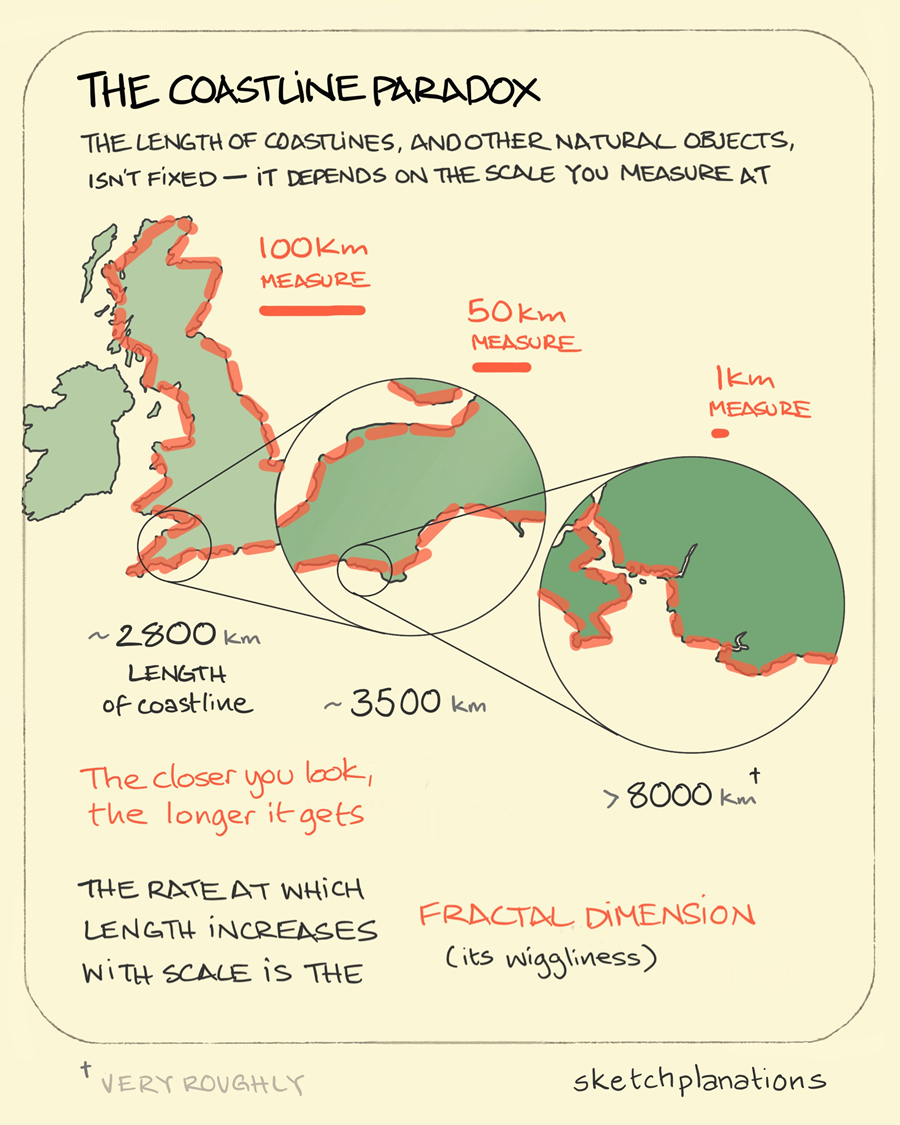 THE COASTLINE PARADOX
THE LENGTH OF COASTLINES, AND OTHER NATURAL OBJECTS,
ISN'T FIXED — IT DEPENDS ON THE SCALE YOU MEASURE AT
100km
MEASURE
50km
MEASURE
1km
MEASURE
~2800 km
LENGTH
of coastline
~3500 km
>8000 km†
The closer you look,
the longer it gets
THE RATE AT WHICH
LENGTH INCREASES
WITH SCALE IS THE
FRACTAL DIMENSION
(its wiggliness)
† VERY ROUGHLY
sketchplanations